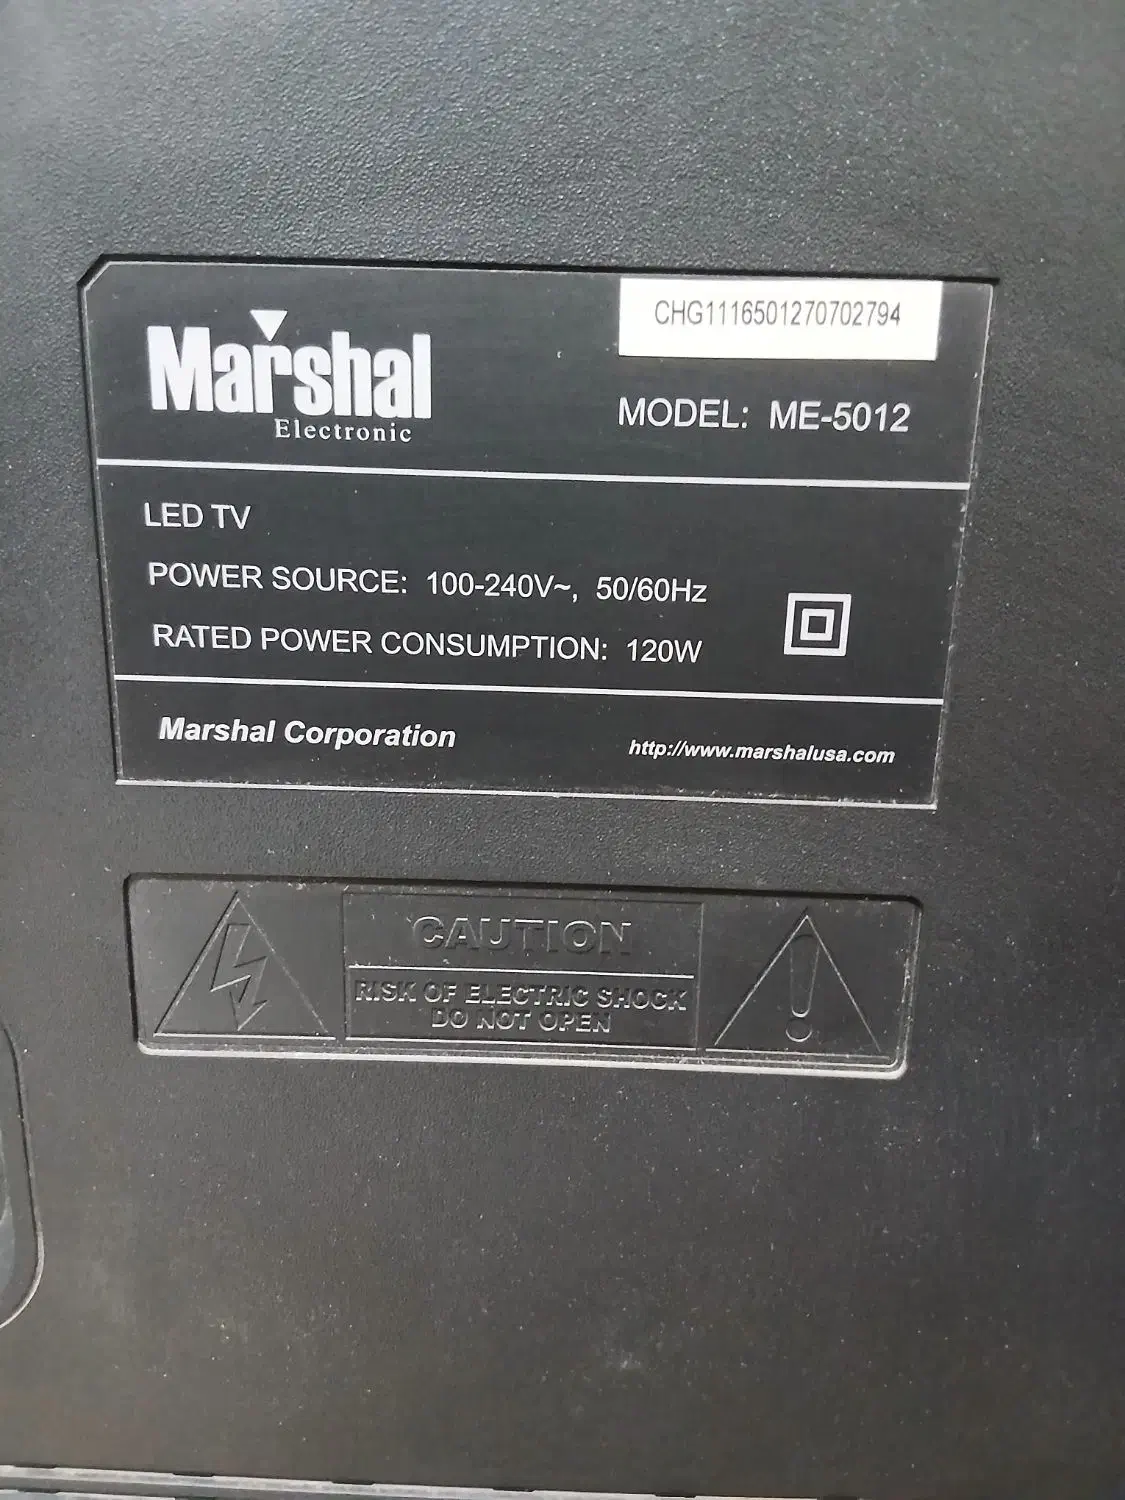 Marshal
Electronic
CHG1116501270702794
MODEL: ME-5012
LED TV
POWER SOURCE: 100-240V~, 50/60Hz
RATED POWER CONSUMPTION: 120W
Marshal Corporation
http://www.marshalusa.com
CAUTION
RISK OF ELECTRIC SHOCK
DO NOT OPEN